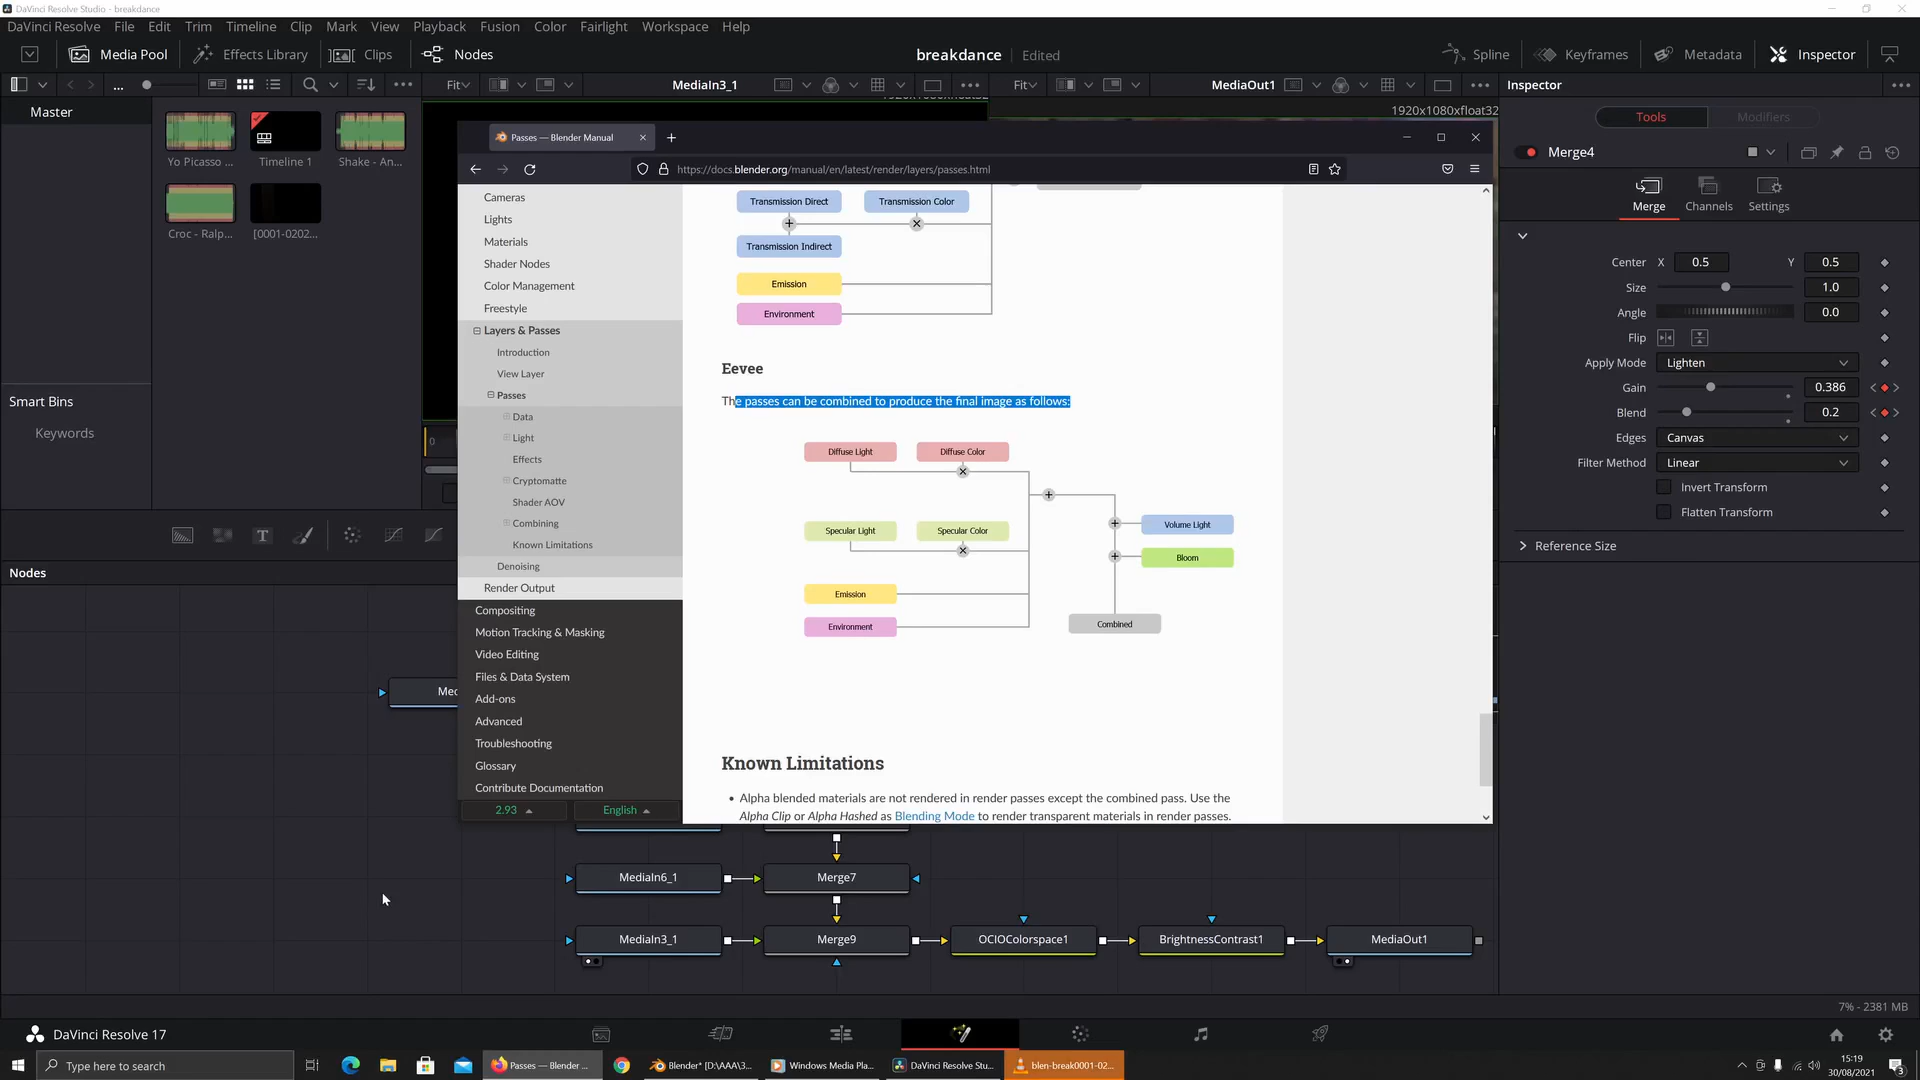 DaVinci Resolve Studio - breakdance
DaVinci Resolve File Edit Trim Timeline Clip Mark View Playback Fusion Color Fairlight Workspace Help
Media Pool Effects Library Clips Nodes
breakdance Edited
Spline Keyframes Metadata Inspector
... Fit MediaIn3_1 ... Fit MediaOut1 ... Inspector ...
Master
1920x1080xfloat32
Yo Picasso ... Timeline 1 Shake - An...
Croc - Ralp... [0001-0202...
Smart Bins
Keywords
0
Nodes
Passes — Blender Manual
https://docs.blender.org/manual/en/latest/render/layers/passes.html
Cameras
Lights
Materials
Shader Nodes
Color Management
Freestyle
Layers & Passes
Introduction
View Layer
Passes
Data
Light
Effects
Cryptomatte
Shader AOV
Combining
Known Limitations
Denoising
Render Output
Compositing
Motion Tracking & Masking
Video Editing
Files & Data System
Add-ons
Advanced
Troubleshooting
Glossary
Contribute Documentation
2.93 English
Transmission Direct Transmission Color
+ ×
Transmission Indirect
Emission
Environment
Eevee
The passes can be combined to produce the final image as follows:
Diffuse Light Diffuse Color
×
+
Specular Light Specular Color
×
+ Volume Light
+ Bloom
Emission
Environment
Combined
Known Limitations
• Alpha blended materials are not rendered in render passes except the combined pass. Use the
Alpha Clip or Alpha Hashed as Blending Mode to render transparent materials in render passes.
Tools Modifiers
Merge4
Merge Channels Settings
Center X 0.5 Y 0.5
Size 1.0
Angle 0.0
Flip
Apply Mode Lighten
Gain 0.386
Blend 0.2
Edges Canvas
Filter Method Linear
Invert Transform
Flatten Transform
Reference Size
MediaIn6_1 Merge7
MediaIn3_1 Merge9 OCIOColorspace1 BrightnessContrast1 MediaOut1
7% - 2381 MB
DaVinci Resolve 17
Type here to search
Passes — Blender ...
Blender* [D:\AAA\3...
Windows Media Pla...
DaVinci Resolve Stu...
blen-break0001-02...
15:19
30/08/2021
3